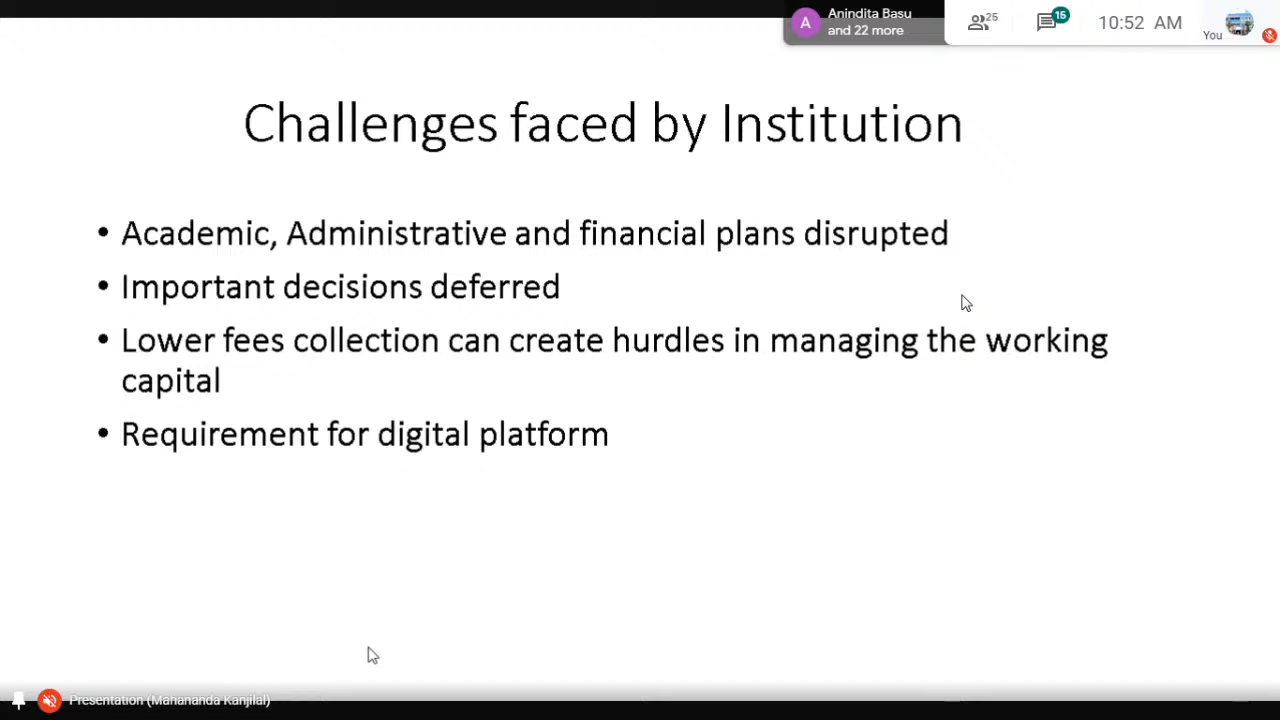 Anindita Basu
and 22 more
A
25
15
10:52 AM
You
Challenges faced by Institution
• Academic, Administrative and financial plans disrupted
• Important decisions deferred
• Lower fees collection can create hurdles in managing the working
capital
• Requirement for digital platform
Presentation (Mahananda Kanjilal)